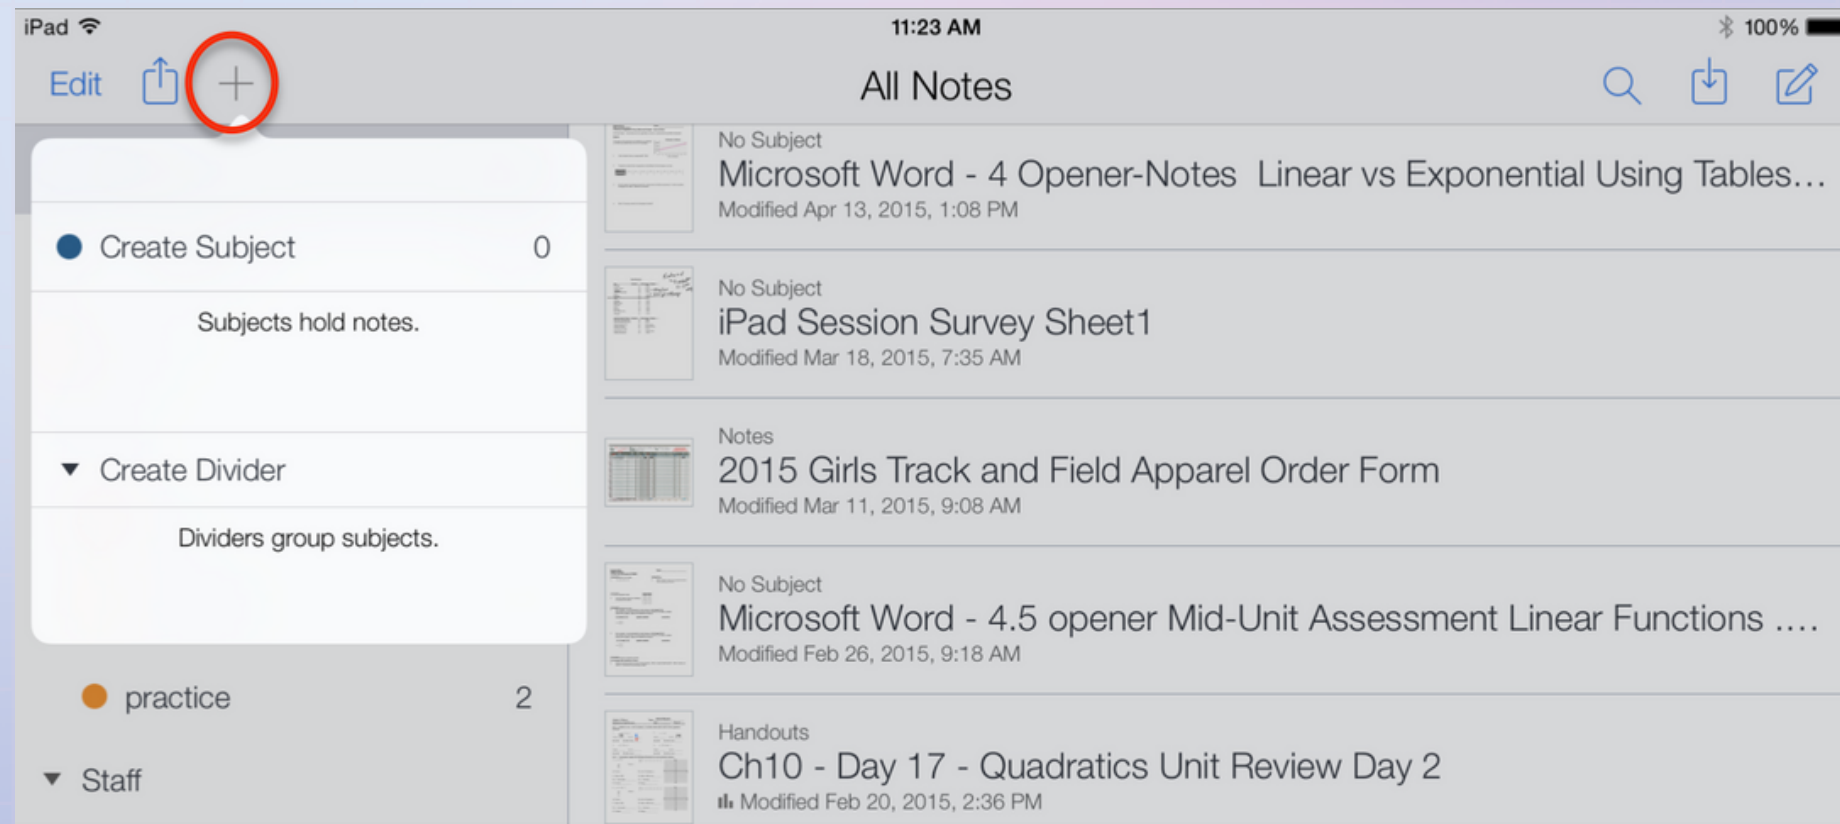 iPad 11:23 AM 100%
Edit All Notes
Create Subject 0
Subjects hold notes.
Create Divider
Dividers group subjects.
practice 2
Staff
No Subject
Microsoft Word - 4 Opener-Notes Linear vs Exponential Using Tables...
Modified Apr 13, 2015, 1:08 PM
No Subject
iPad Session Survey Sheet1
Modified Mar 18, 2015, 7:35 AM
Notes
2015 Girls Track and Field Apparel Order Form
Modified Mar 11, 2015, 9:08 AM
No Subject
Microsoft Word - 4.5 opener Mid-Unit Assessment Linear Functions ....
Modified Feb 26, 2015, 9:18 AM
Handouts
Ch10 - Day 17 - Quadratics Unit Review Day 2
Modified Feb 20, 2015, 2:36 PM